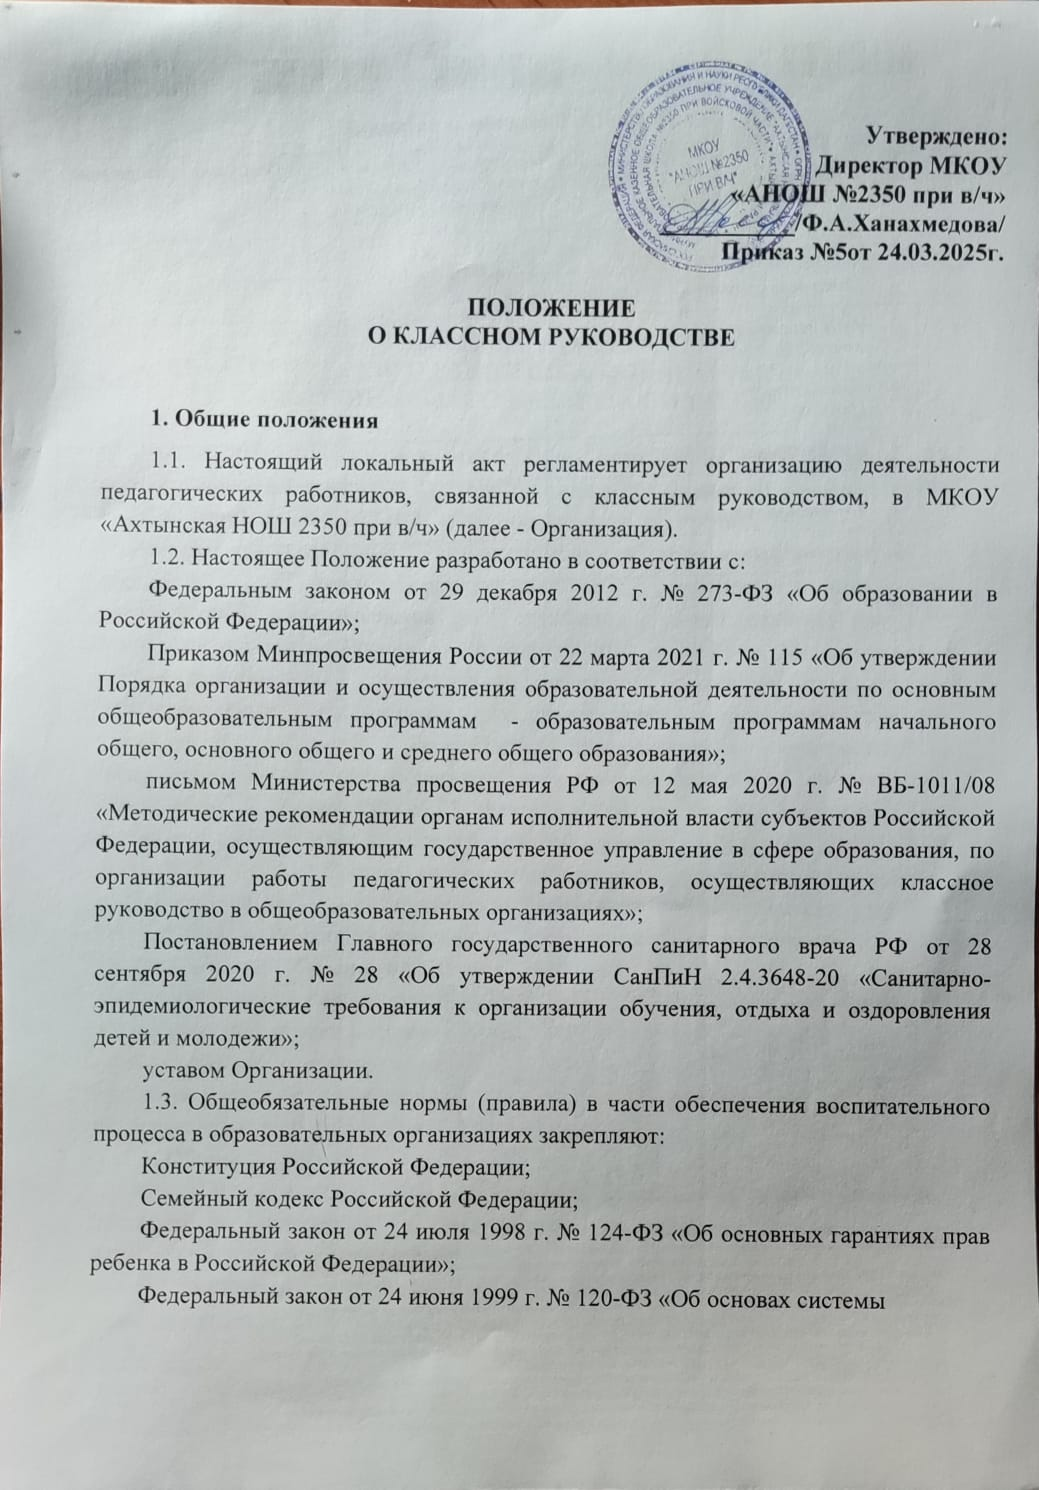 Утверждено:
Директор МКОУ
«АНОШ №2350 при в/ч»
/Ф.А.Ханахмедова/
Приказ №5от 24.03.2025г.
МКОУ
"АНОШ №2350
ПРИ В/Ч"
ПОЛОЖЕНИЕ
О КЛАССНОМ РУКОВОДСТВЕ
1. Общие положения
1.1. Настоящий локальный акт регламентирует организацию деятельности
педагогических работников, связанной с классным руководством, в МКОУ
«Ахтынская НОШ 2350 при в/ч» (далее - Организация).
1.2. Настоящее Положение разработано в соответствии с:
Федеральным законом от 29 декабря 2012 г. № 273-ФЗ «Об образовании в
Российской Федерации»;
Приказом Минпросвещения России от 22 марта 2021 г. № 115 «Об утверждении
Порядка организации и осуществления образовательной деятельности по основным
общеобразовательным программам - образовательным программам начального
общего, основного общего и среднего общего образования»;
письмом Министерства просвещения РФ от 12 мая 2020 г. № ВБ-1011/08
«Методические рекомендации органам исполнительной власти субъектов Российской
Федерации, осуществляющим государственное управление в сфере образования, по
организации работы педагогических работников, осуществляющих классное
руководство в общеобразовательных организациях»;
Постановлением Главного государственного санитарного врача РФ от 28
сентября 2020 г. № 28 «Об утверждении СанПиН 2.4.3648-20 «Санитарно-
эпидемиологические требования к организации обучения, отдыха и оздоровления
детей и молодежи»;
уставом Организации.
1.3. Общеобязательные нормы (правила) в части обеспечения воспитательного
процесса в образовательных организациях закрепляют:
Конституция Российской Федерации;
Семейный кодекс Российской Федерации;
Федеральный закон от 24 июля 1998 г. № 124-ФЗ «Об основных гарантиях прав
ребенка в Российской Федерации»;
Федеральный закон от 24 июня 1999 г. № 120-ФЗ «Об основах системы